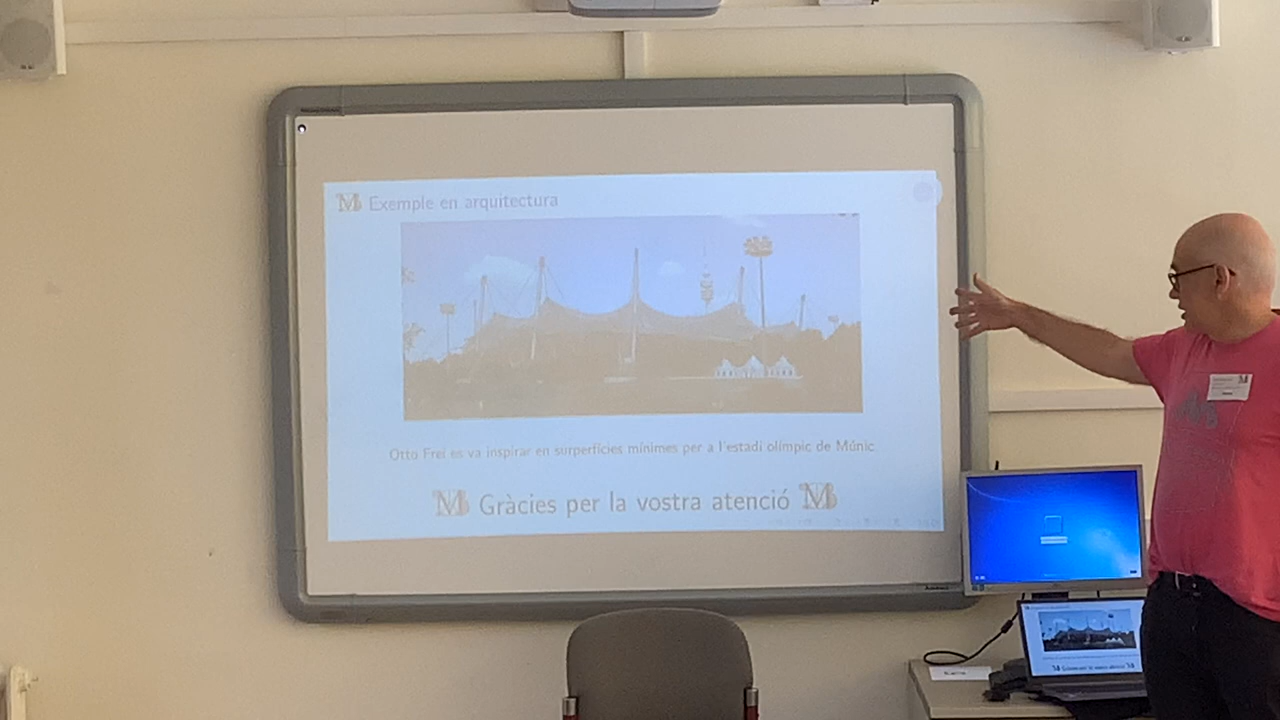 Exemple en arquitectura
Otto Frei es va inspirar en surperfícies mínimes per a l'estadi olímpic de Múnic
Gràcies per la vostra atenció